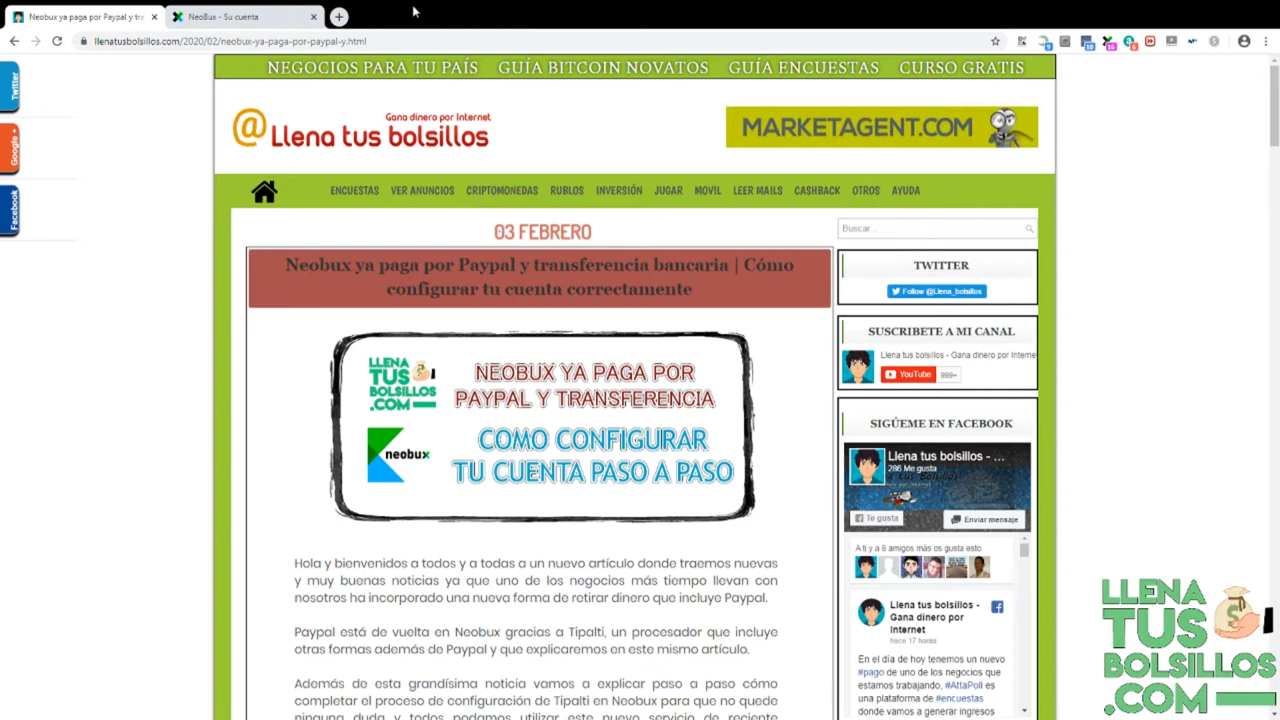 Neobux ya paga por Paypal y tra
NeoBux - Su cuenta
llenatusbolsillos.com/2020/02/neobux-ya-paga-por-paypal-y.html
NEGOCIOS PARA TU PAÍS GUÍA BITCOIN NOVATOS GUÍA ENCUESTAS CURSO GRATIS
Twitter
Google +
Facebook
@
Gana dinero por Internet
Llena tus bolsillos
MARKETAGENT.COM
ENCUESTAS VER ANUNCIOS CRIPTOMONEDAS RUBLOS INVERSIÓN JUGAR MOVIL LEER MAILS CASHBACK OTROS AYUDA
03 FEBRERO
Neobux ya paga por Paypal y transferencia bancaria | Cómo
configurar tu cuenta correctamente
LLENA
TUS
BOLSILLOS
.COM
NEOBUX YA PAGA POR
PAYPAL Y TRANSFERENCIA
neobux
COMO CONFIGURAR
TU CUENTA PASO A PASO
Hola y bienvenidos a todos y a todas a un nuevo artículo donde traemos nuevas
y muy buenas noticias ya que uno de los negocios más tiempo llevan con
nosotros ha incorporado una nueva forma de retirar dinero que incluye Paypal.
Paypal está de vuelta en Neobux gracias a Tipalti, un procesador que incluye
otras formas además de Paypal y que explicaremos en este mismo artículo.
Además de esta grandísima noticia vamos a explicar paso a paso cómo
completar el proceso de configuración de Tipalti en Neobux para que no quede
ninguna duda y todos podamos utilizar este nuevo servicio de reciente
Buscar...
TWITTER
Follow @Llena_bolsillos
SUSCRIBETE A MI CANAL
Llena tus bolsillos - Gana dinero por Interne
YouTube 999+
SIGÚEME EN FACEBOOK
Llena tus bolsillos - ...
286 Me gusta
Te gusta
Enviar mensaje
A ti y a 8 amigos más os gusta esto
Llena tus bolsillos -
Gana dinero por
Internet
hace 17 horas
En el día de hoy tenemos un nuevo
#pago de uno de los negocios que
estamos trabajando, #AttaPoll es
una plataforma de #encuestas
donde vamos a generar ingresos
LLENA
TUS
BOLSILLOS
.COM